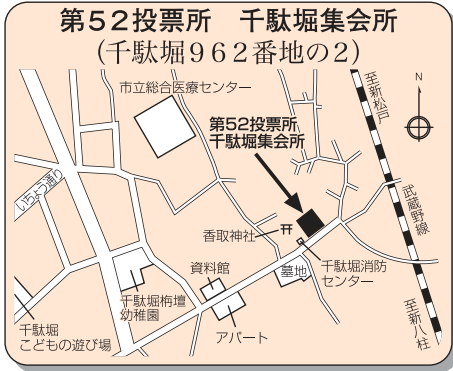 第52投票所　千駄堀集会所
(千駄堀962番地の2)
市立総合医療センター
至新松戸
N
第52投票所
千駄堀集会所
いちょう通り
武蔵野線
香取神社
千駄堀消防
センター
墓地
資料館
千駄堀栴壇
幼稚園
アパート
千駄堀
こどもの遊び場
至新八柱